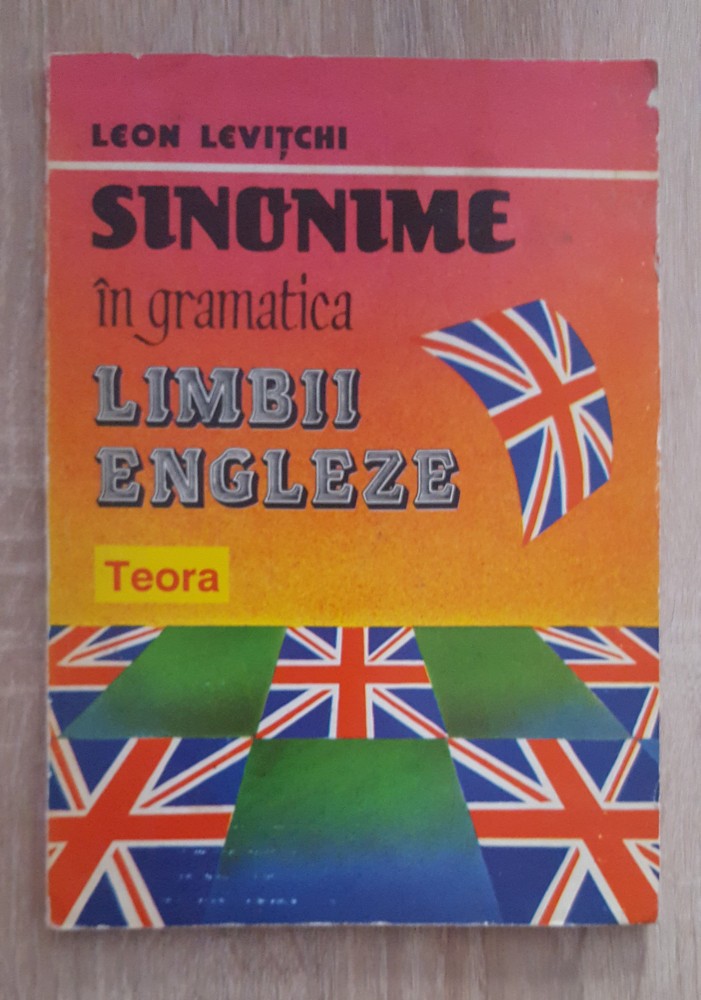 LEON LEVIȚCHI
SINONIME
în gramatica
LIMBII
ENGLEZE
Teora